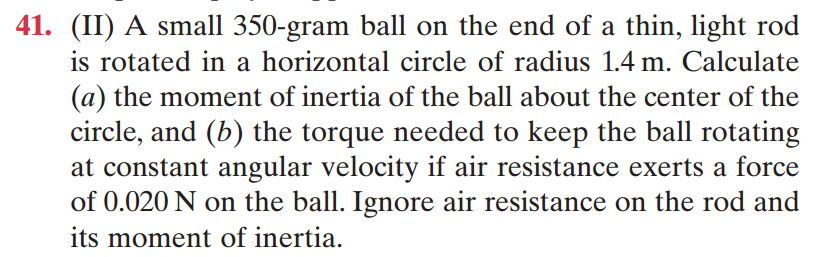 41. (II) A small 350-gram ball on the end of a thin, light rod
is rotated in a horizontal circle of radius 1.4 m. Calculate
(a) the moment of inertia of the ball about the center of the
circle, and (b) the torque needed to keep the ball rotating
at constant angular velocity if air resistance exerts a force
of 0.020 N on the ball. Ignore air resistance on the rod and
its moment of inertia.